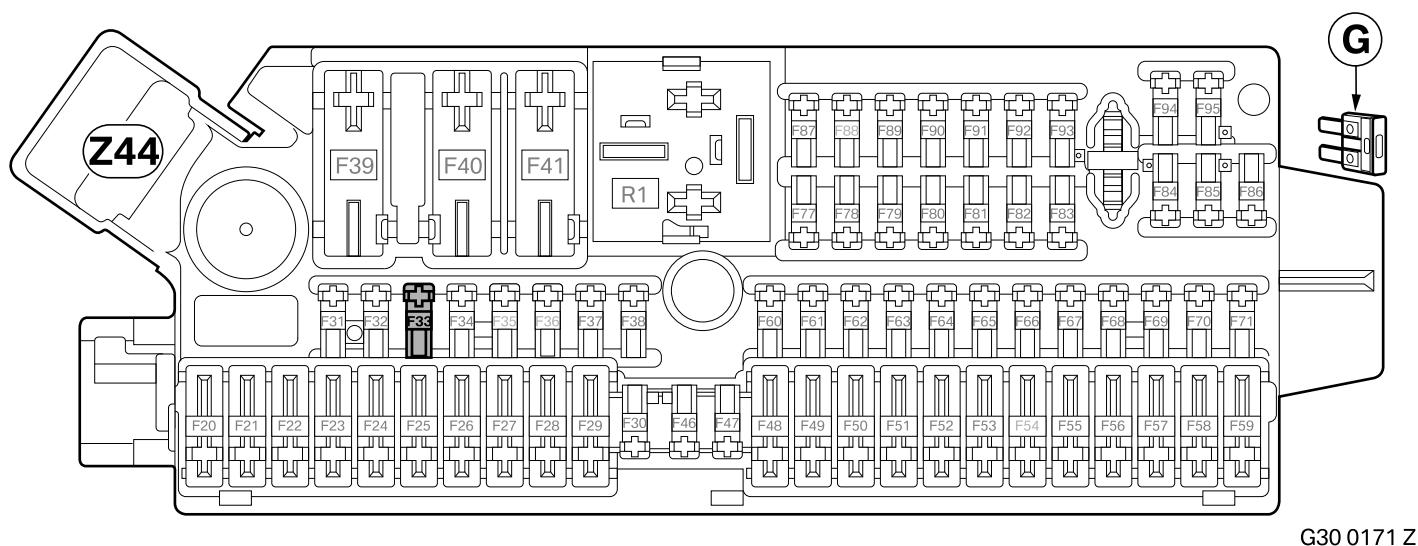 G
Z44
F39 F40 F41
R1
F87 F88 F89 F90 F91 F92 F93
F94 F95
F77 F78 F79 F80 F81 F82 F83
F84 F85 F86
F31 F32 F33 F34 F35 F36 F37 F38
F60 F61 F62 F63 F64 F65 F66 F67 F68 F69 F70 F71
F20 F21 F22 F23 F24 F25 F26 F27 F28 F29 F30 F46 F47 F48 F49 F50 F51 F52 F53 F54 F55 F56 F57 F58 F59
G30 0171 Z